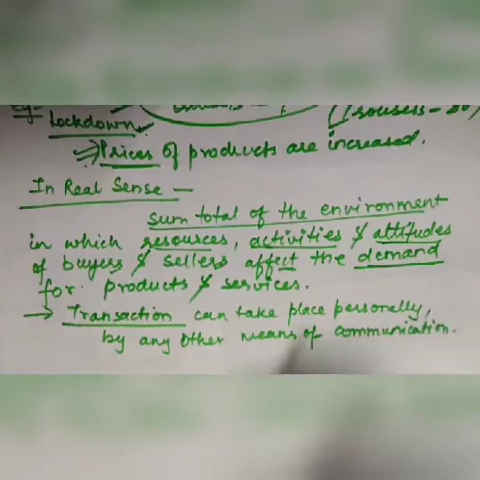 Eg-
(Trousers-
Lockdown
Prices of products are increased.
In Real Sense -
sum total of the environment
in which resources, activities & attitudes
of buyers & sellers affect the demand
for products & services.
→ Transaction can take place personally,
by any other means of communication.